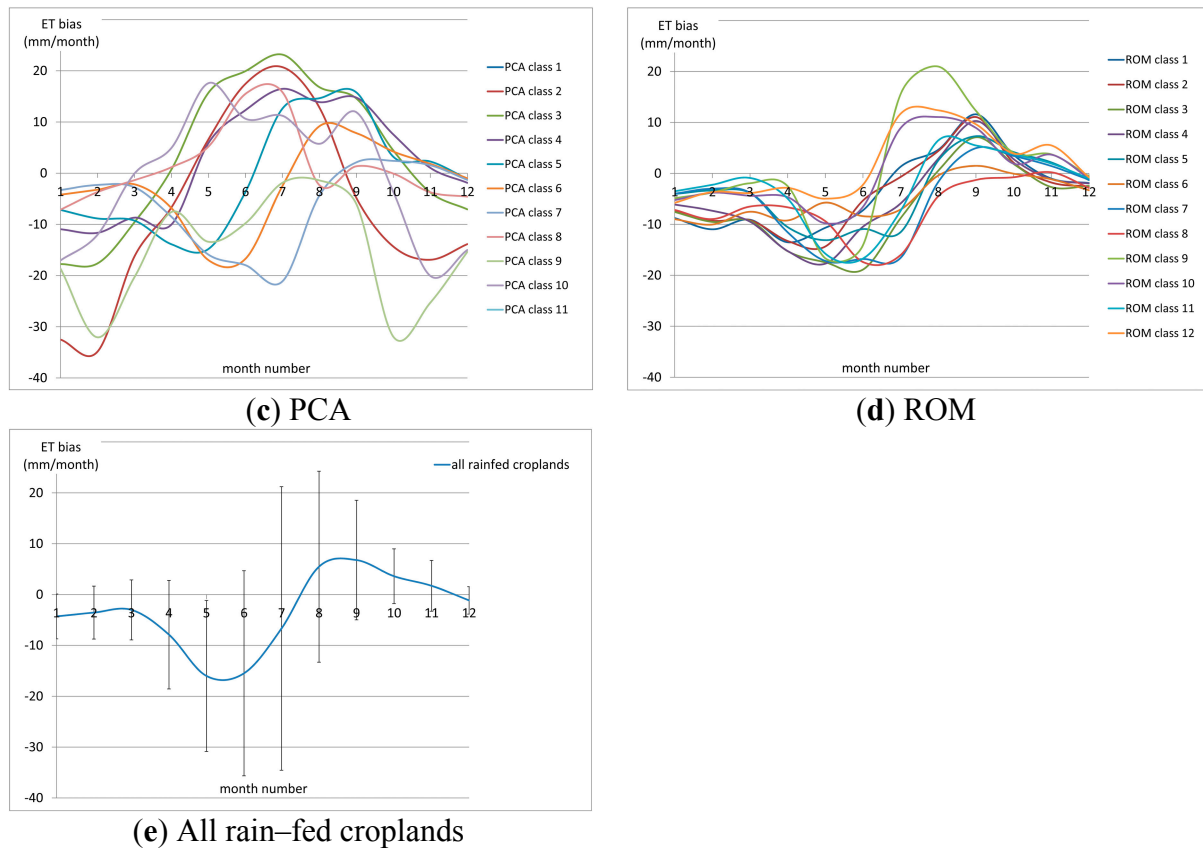 ET bias
(mm/month)
20
10
0
-10
-20
-30
-40
1 2 3 4 5 6 7 8 9 10 11 12
month number
PCA class 1
PCA class 2
PCA class 3
PCA class 4
PCA class 5
PCA class 6
PCA class 7
PCA class 8
PCA class 9
PCA class 10
PCA class 11
(c) PCA
ET bias
(mm/month)
20
10
0
-10
-20
-30
-40
1 2 3 4 5 6 7 8 9 10 11 12
month number
ROM class 1
ROM class 2
ROM class 3
ROM class 4
ROM class 5
ROM class 6
ROM class 7
ROM class 8
ROM class 9
ROM class 10
ROM class 11
ROM class 12
(d) ROM
ET bias
(mm/month)
20
10
0
-10
-20
-30
-40
1 2 3 4 5 6 7 8 9 10 11 12
month number
all rainfed croplands
(e) All rain–fed croplands